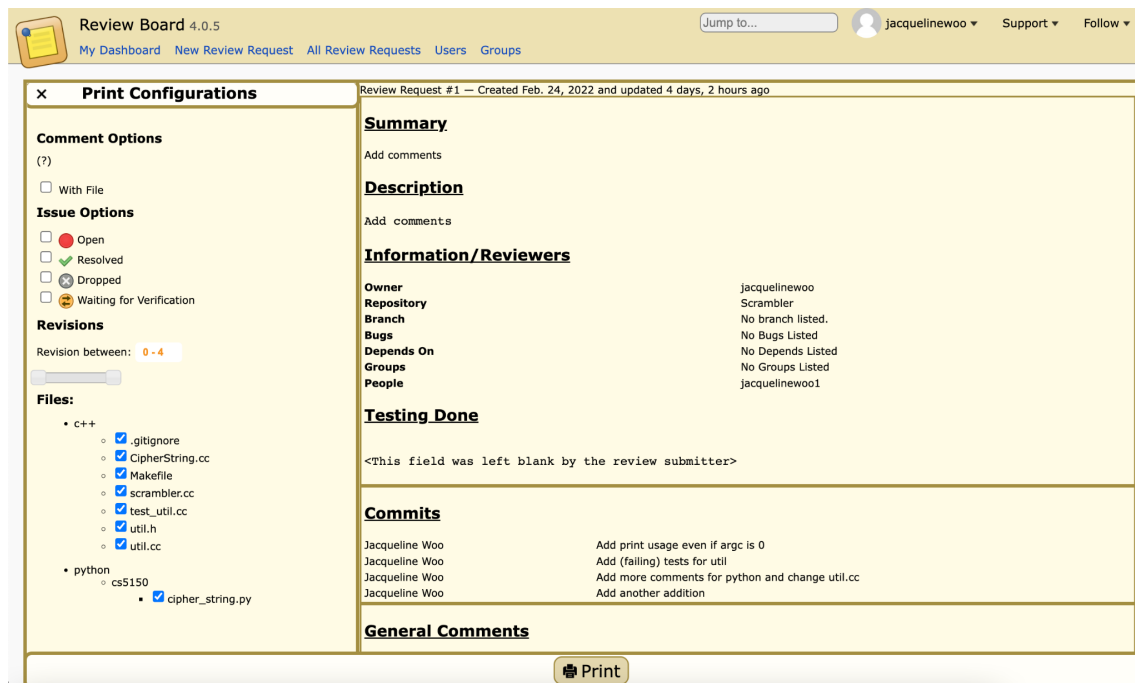 Review Board 4.0.5
Jump to...
jacquelinewoo ▾
Support ▾
Follow ▾
My Dashboard New Review Request All Review Requests Users Groups
× Print Configurations
Comment Options
(?)
With File
Issue Options
Open
Resolved
Dropped
Waiting for Verification
Revisions
Revision between: 0 - 4
Files:
• c++
◦ .gitignore
◦ CipherString.cc
◦ Makefile
◦ scrambler.cc
◦ test_util.cc
◦ util.h
◦ util.cc
• python
◦ cs5150
▪ cipher_string.py
Review Request #1 — Created Feb. 24, 2022 and updated 4 days, 2 hours ago
Summary
Add comments
Description
Add comments
Information/Reviewers
Owner jacquelinewoo
Repository Scrambler
Branch No branch listed.
Bugs No Bugs Listed
Depends On No Depends Listed
Groups No Groups Listed
People jacquelinewoo1
Testing Done
<This field was left blank by the review submitter>
Commits
Jacqueline Woo Add print usage even if argc is 0
Jacqueline Woo Add (failing) tests for util
Jacqueline Woo Add more comments for python and change util.cc
Jacqueline Woo Add another addition
General Comments
Print